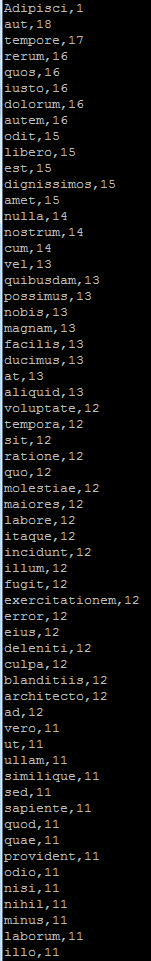 Adipisci,1
aut,18
tempore,17
rerum,16
quos,16
iusto,16
dolorum,16
autem,16
odit,15
libero,15
est,15
dignissimos,15
amet,15
nulla,14
nostrum,14
cum,14
vel,13
quibusdam,13
possimus,13
nobis,13
magnam,13
facilis,13
ducimus,13
at,13
aliquid,13
voluptate,12
tempora,12
sit,12
ratione,12
quo,12
molestiae,12
maiores,12
labore,12
itaque,12
incidunt,12
illum,12
fugit,12
exercitationem,12
error,12
eius,12
deleniti,12
culpa,12
blanditiis,12
architecto,12
ad,12
vero,11
ut,11
ullam,11
similique,11
sed,11
sapiente,11
quod,11
quae,11
provident,11
odio,11
nisi,11
nihil,11
minus,11
laborum,11
illo,11